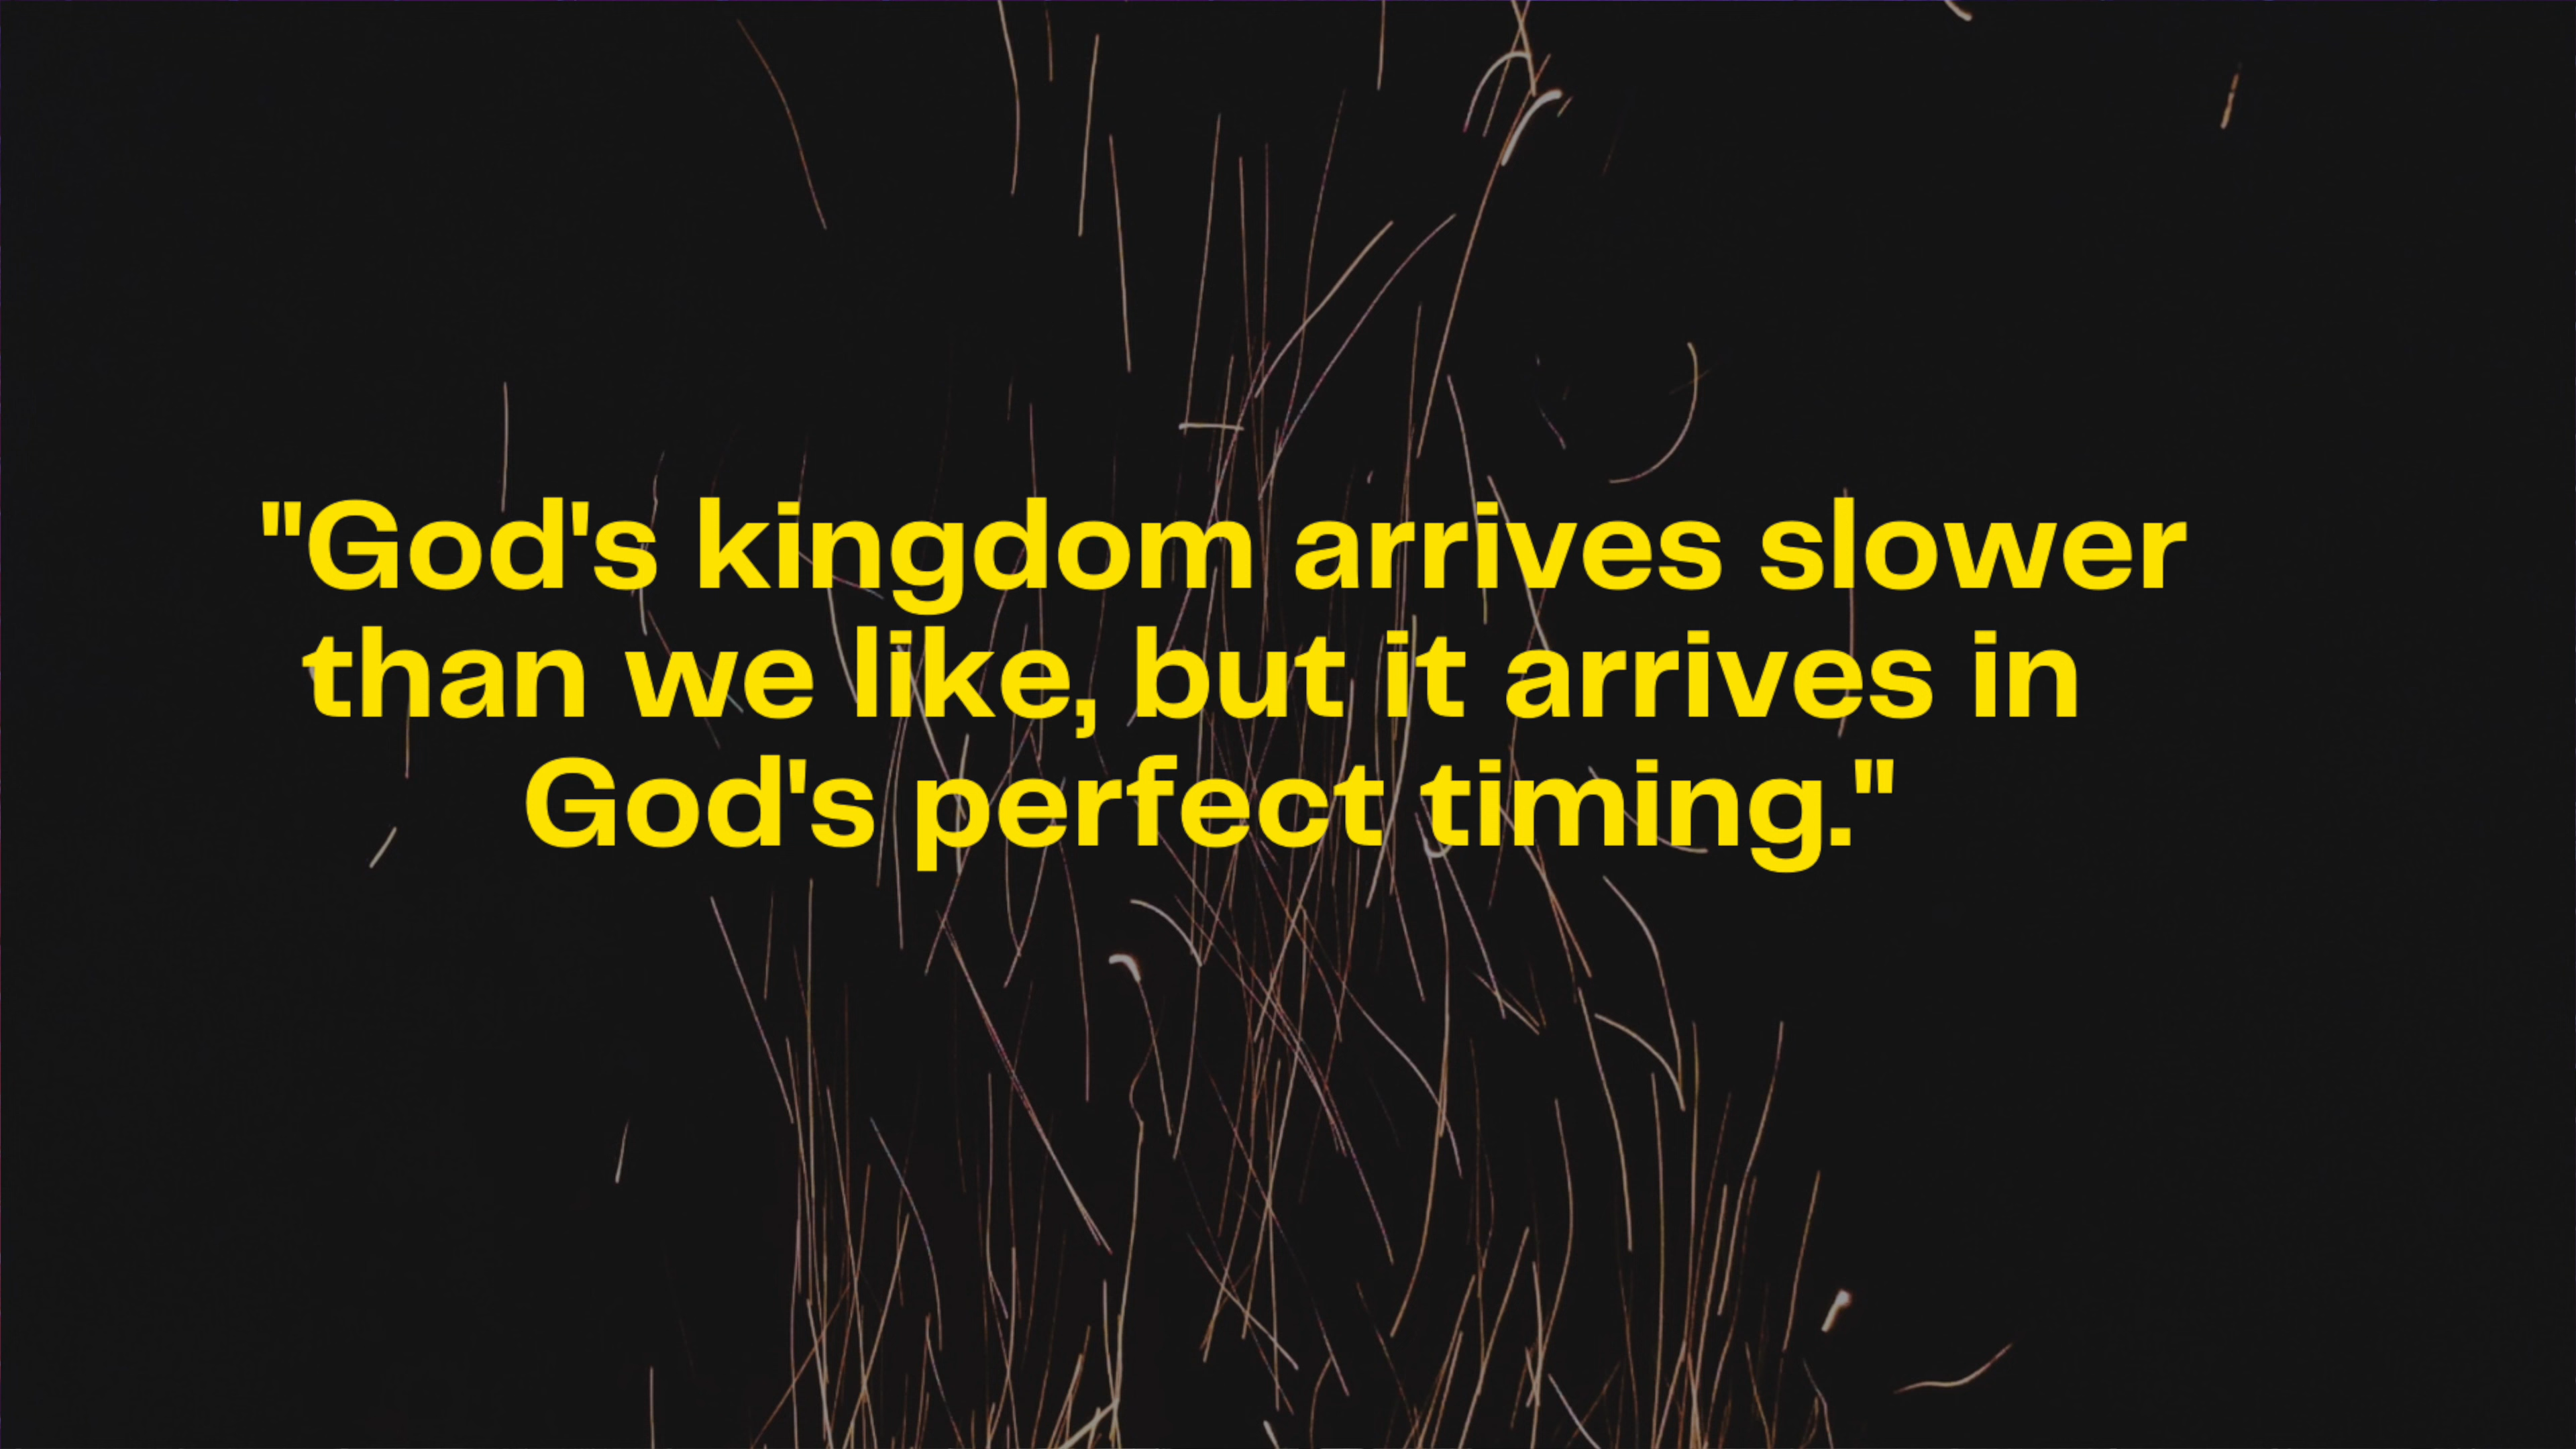 "God's kingdom arrives slower
than we like, but it arrives in
God's perfect timing."